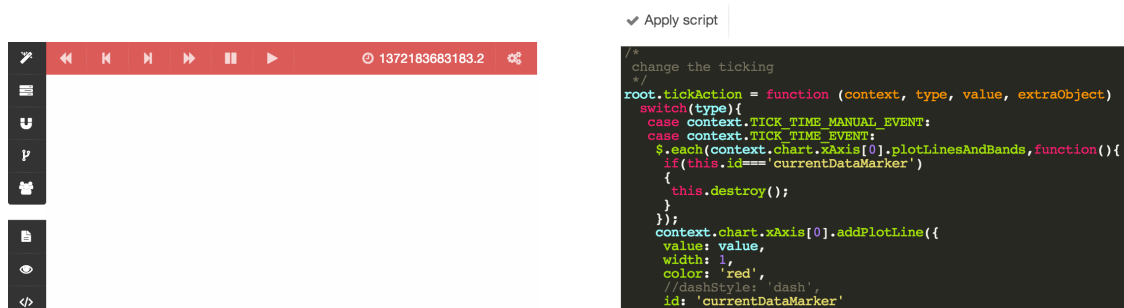 Apply script
1372183683183.2
/*
change the ticking
*/
root.tickAction = function (context, type, value, extraObject)
switch(type){
case context.TICK_TIME_MANUAL_EVENT:
case context.TICK_TIME_EVENT:
$.each(context.chart.xAxis[0].plotLinesAndBands,function(){
if(this.id==='currentDataMarker')
{
this.destroy();
}
});
context.chart.xAxis[0].addPlotLine({
value: value,
width: 1,
color: 'red',
//dashStyle: 'dash',
id: 'currentDataMarker'